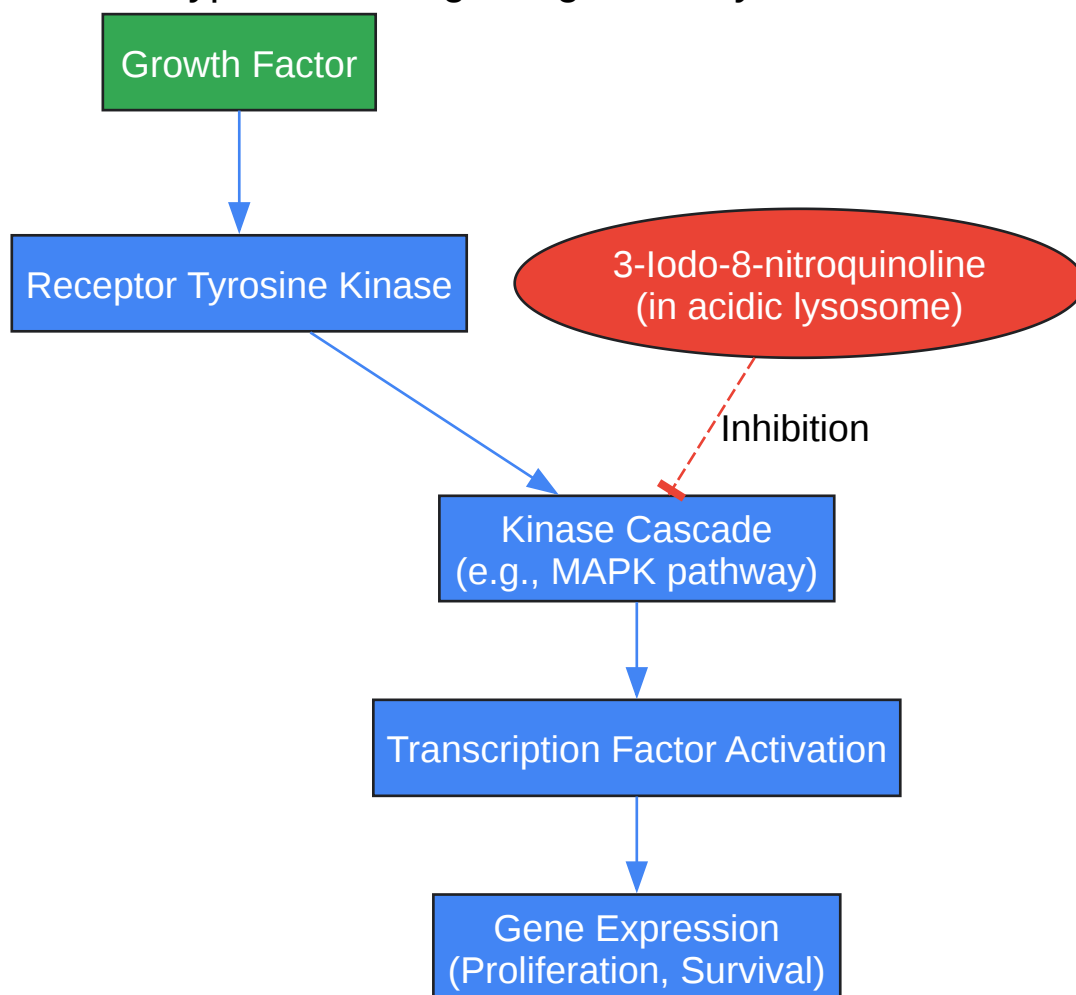 Growth Factor
Receptor Tyrosine Kinase
3-Iodo-8-nitroquinoline
(in acidic lysosome)
Inhibition
Kinase Cascade
(e.g., MAPK pathway)
Transcription Factor Activation
Gene Expression
(Proliferation, Survival)